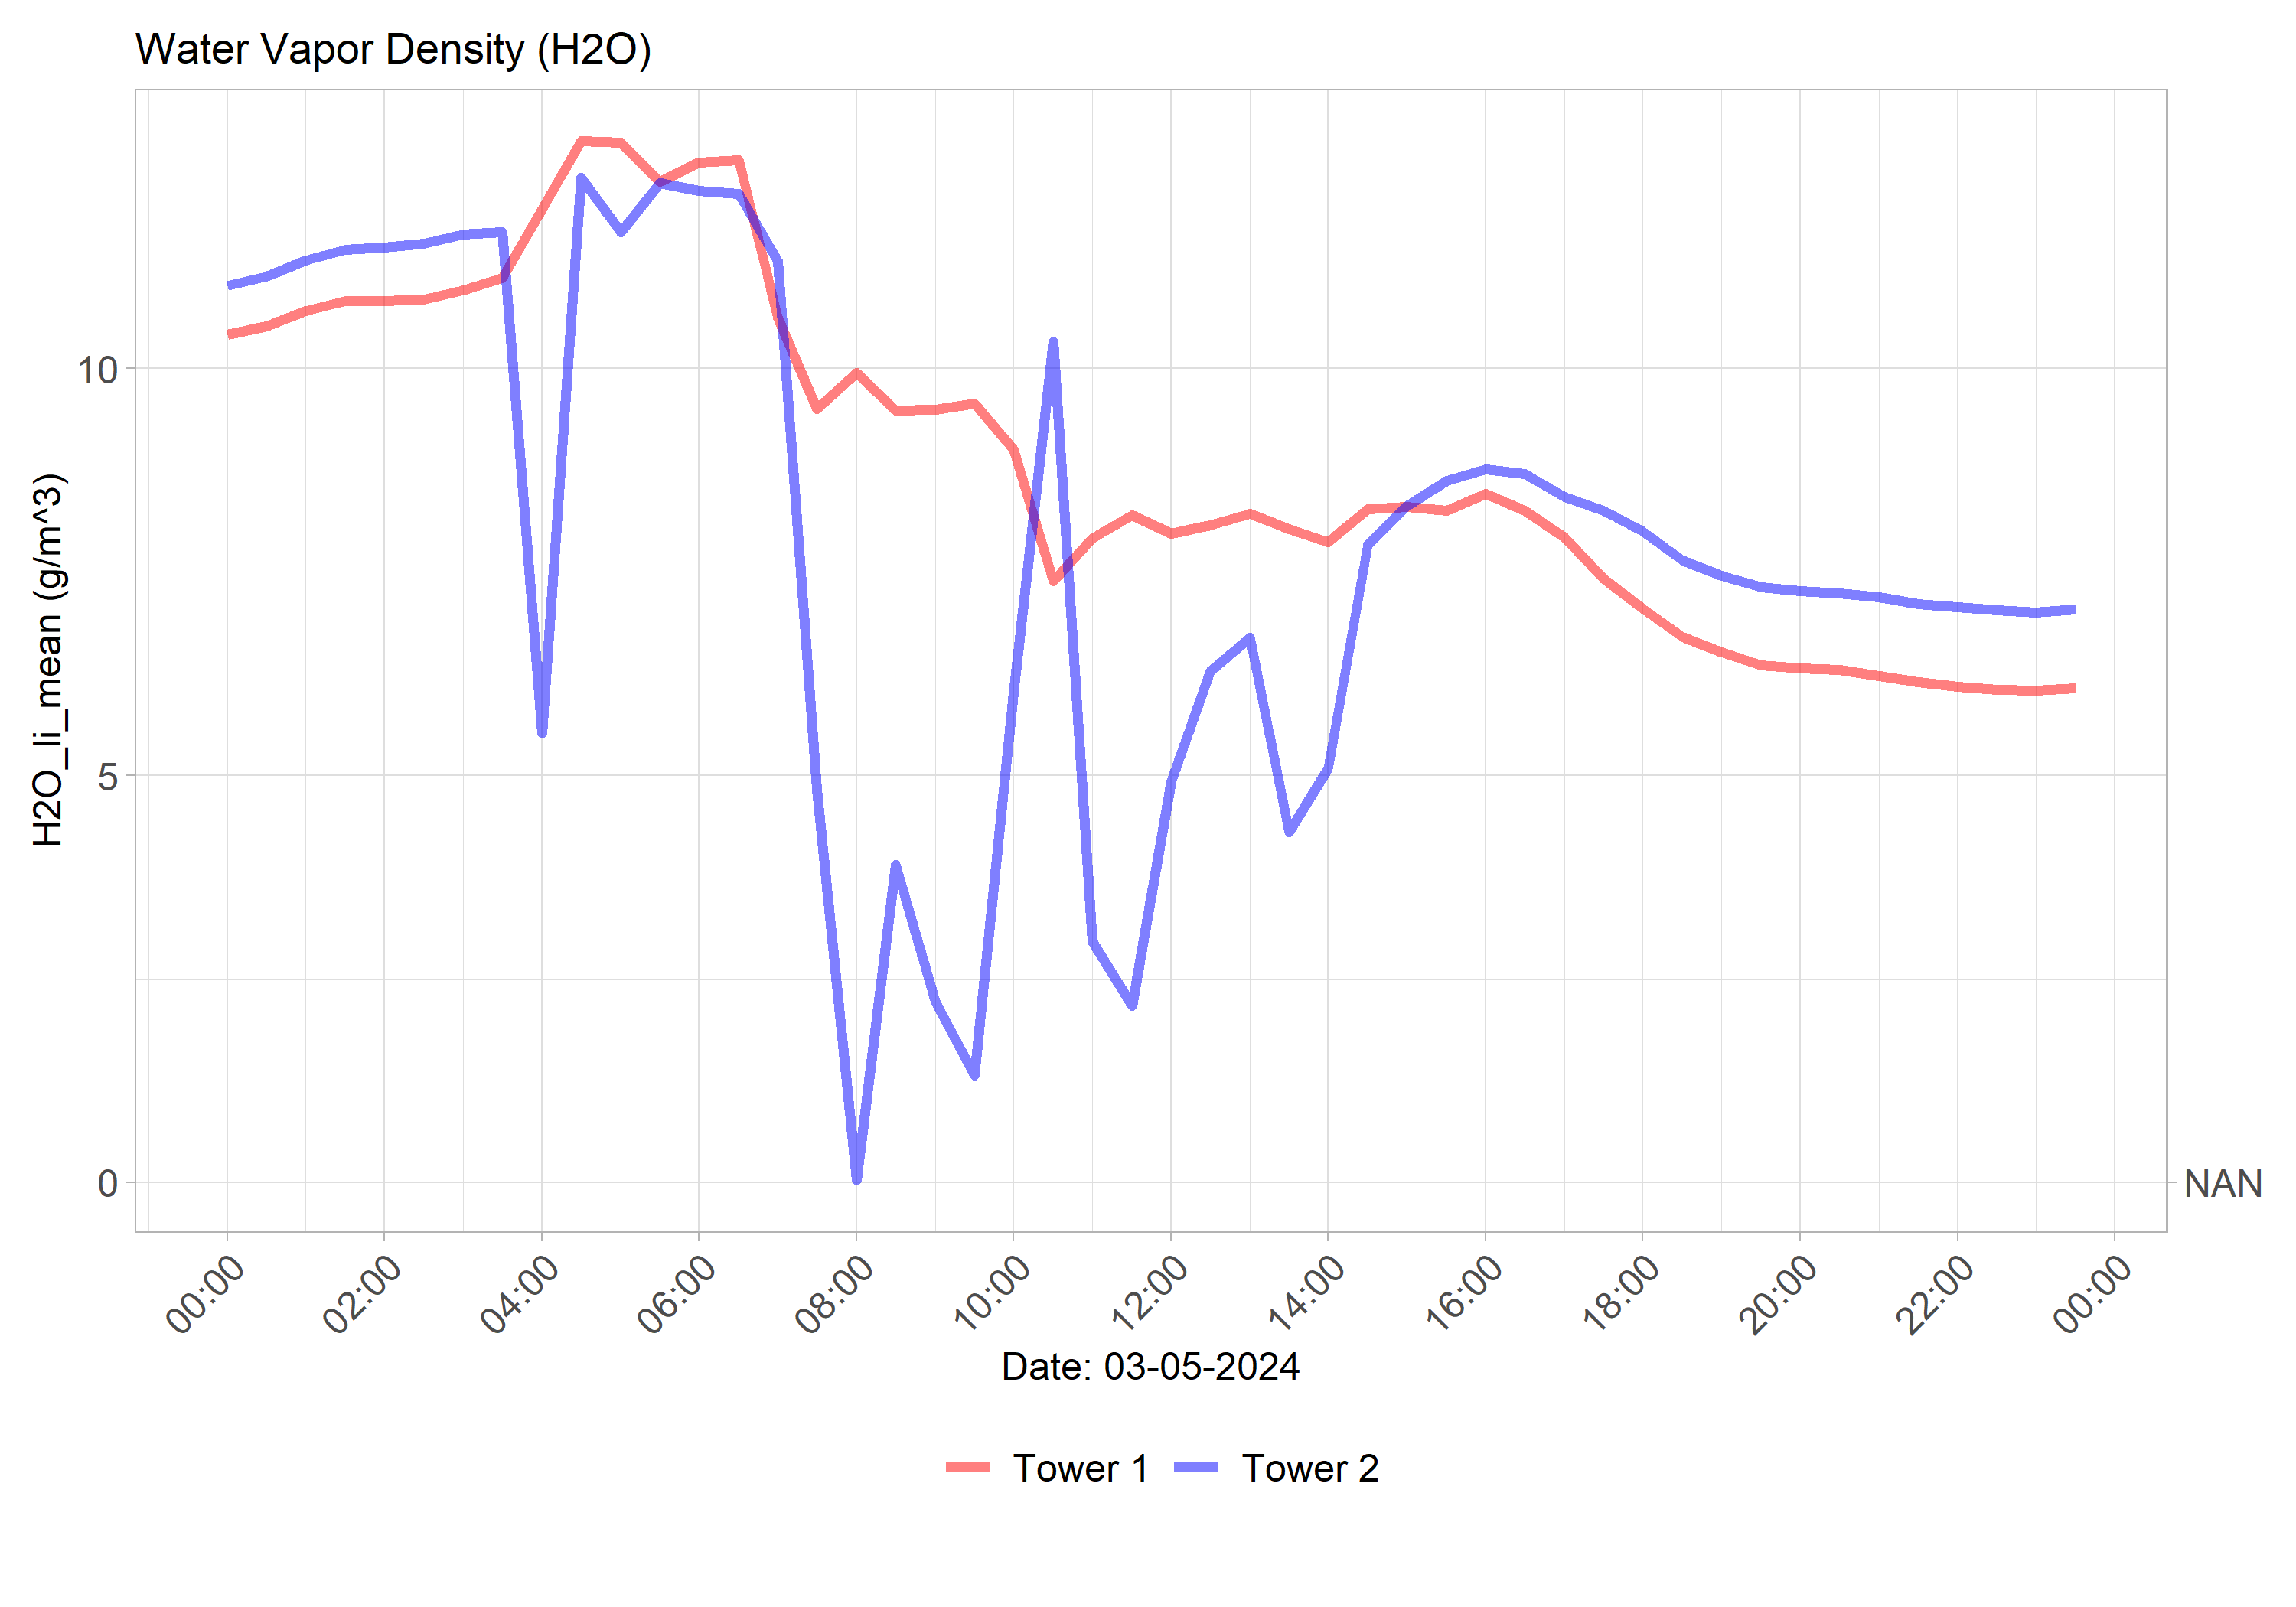 Water Vapor Density (H2O)
H2O_li_mean (g/m^3)
10
5
0
NAN
00:00 02:00 04:00 06:00 08:00 10:00 12:00 14:00 16:00 18:00 20:00 22:00 00:00
Date: 03-05-2024
Tower 1 Tower 2